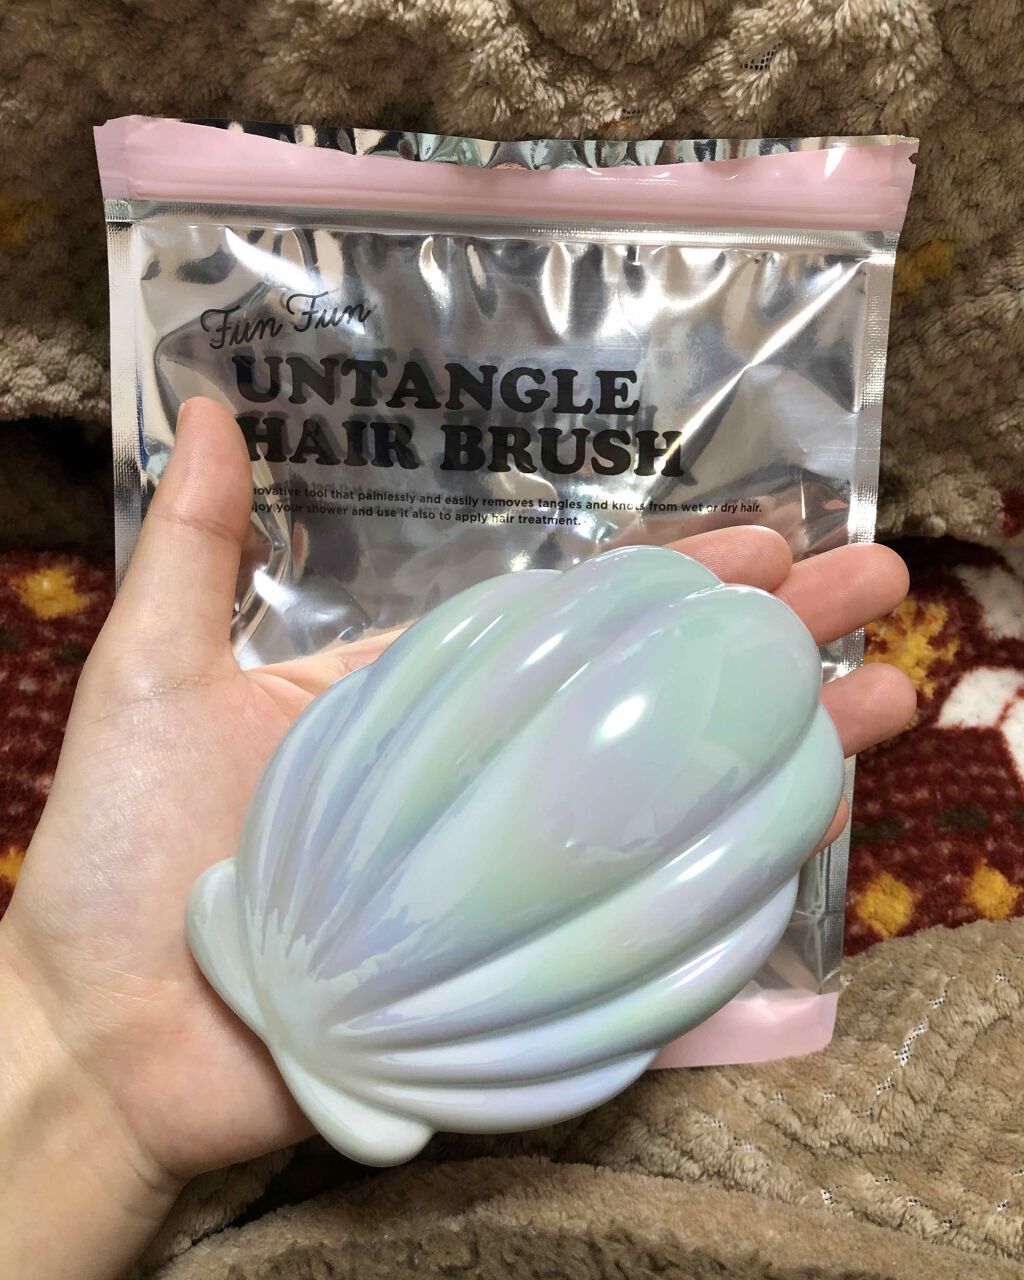 Fun Fun
UNTANGLE
HAIR BRUSH
tool that painlessly and easily removes tangles and knots from wet or dry hair.
your shower and use it also to apply hair treatment.